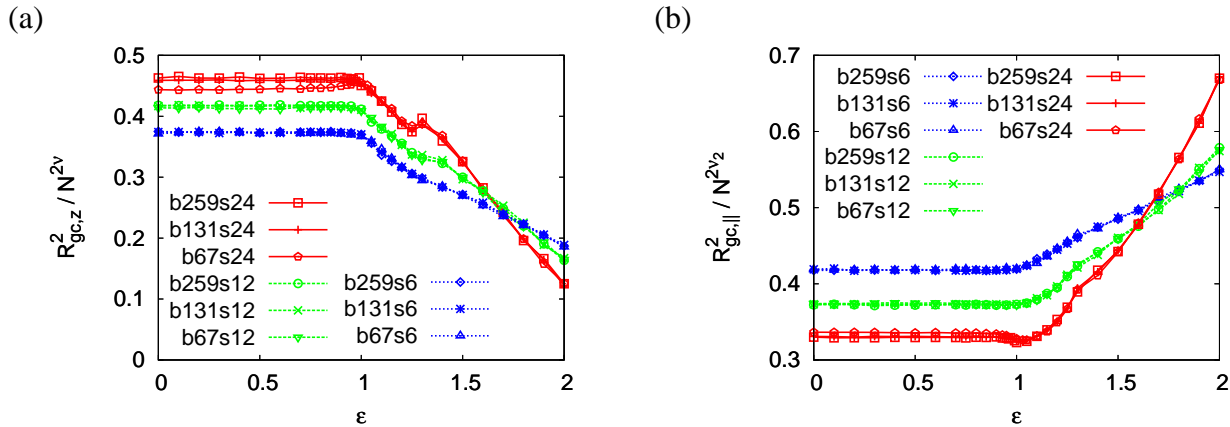 (a)
0.5
0.4
0.3
0.2
0.1
0
R²gc,z / N^2ν
b259s24
b131s24
b67s24
b259s12
b131s12
b67s12
b259s6
b131s6
b67s6
0 0.5 1 1.5 2
ε
(b)
0.7
0.6
0.5
0.4
0.3
R²gc,|| / N^2ν₂
b259s6 b259s24
b131s6 b131s24
b67s6 b67s24
b259s12
b131s12
b67s12
0 0.5 1 1.5 2
ε